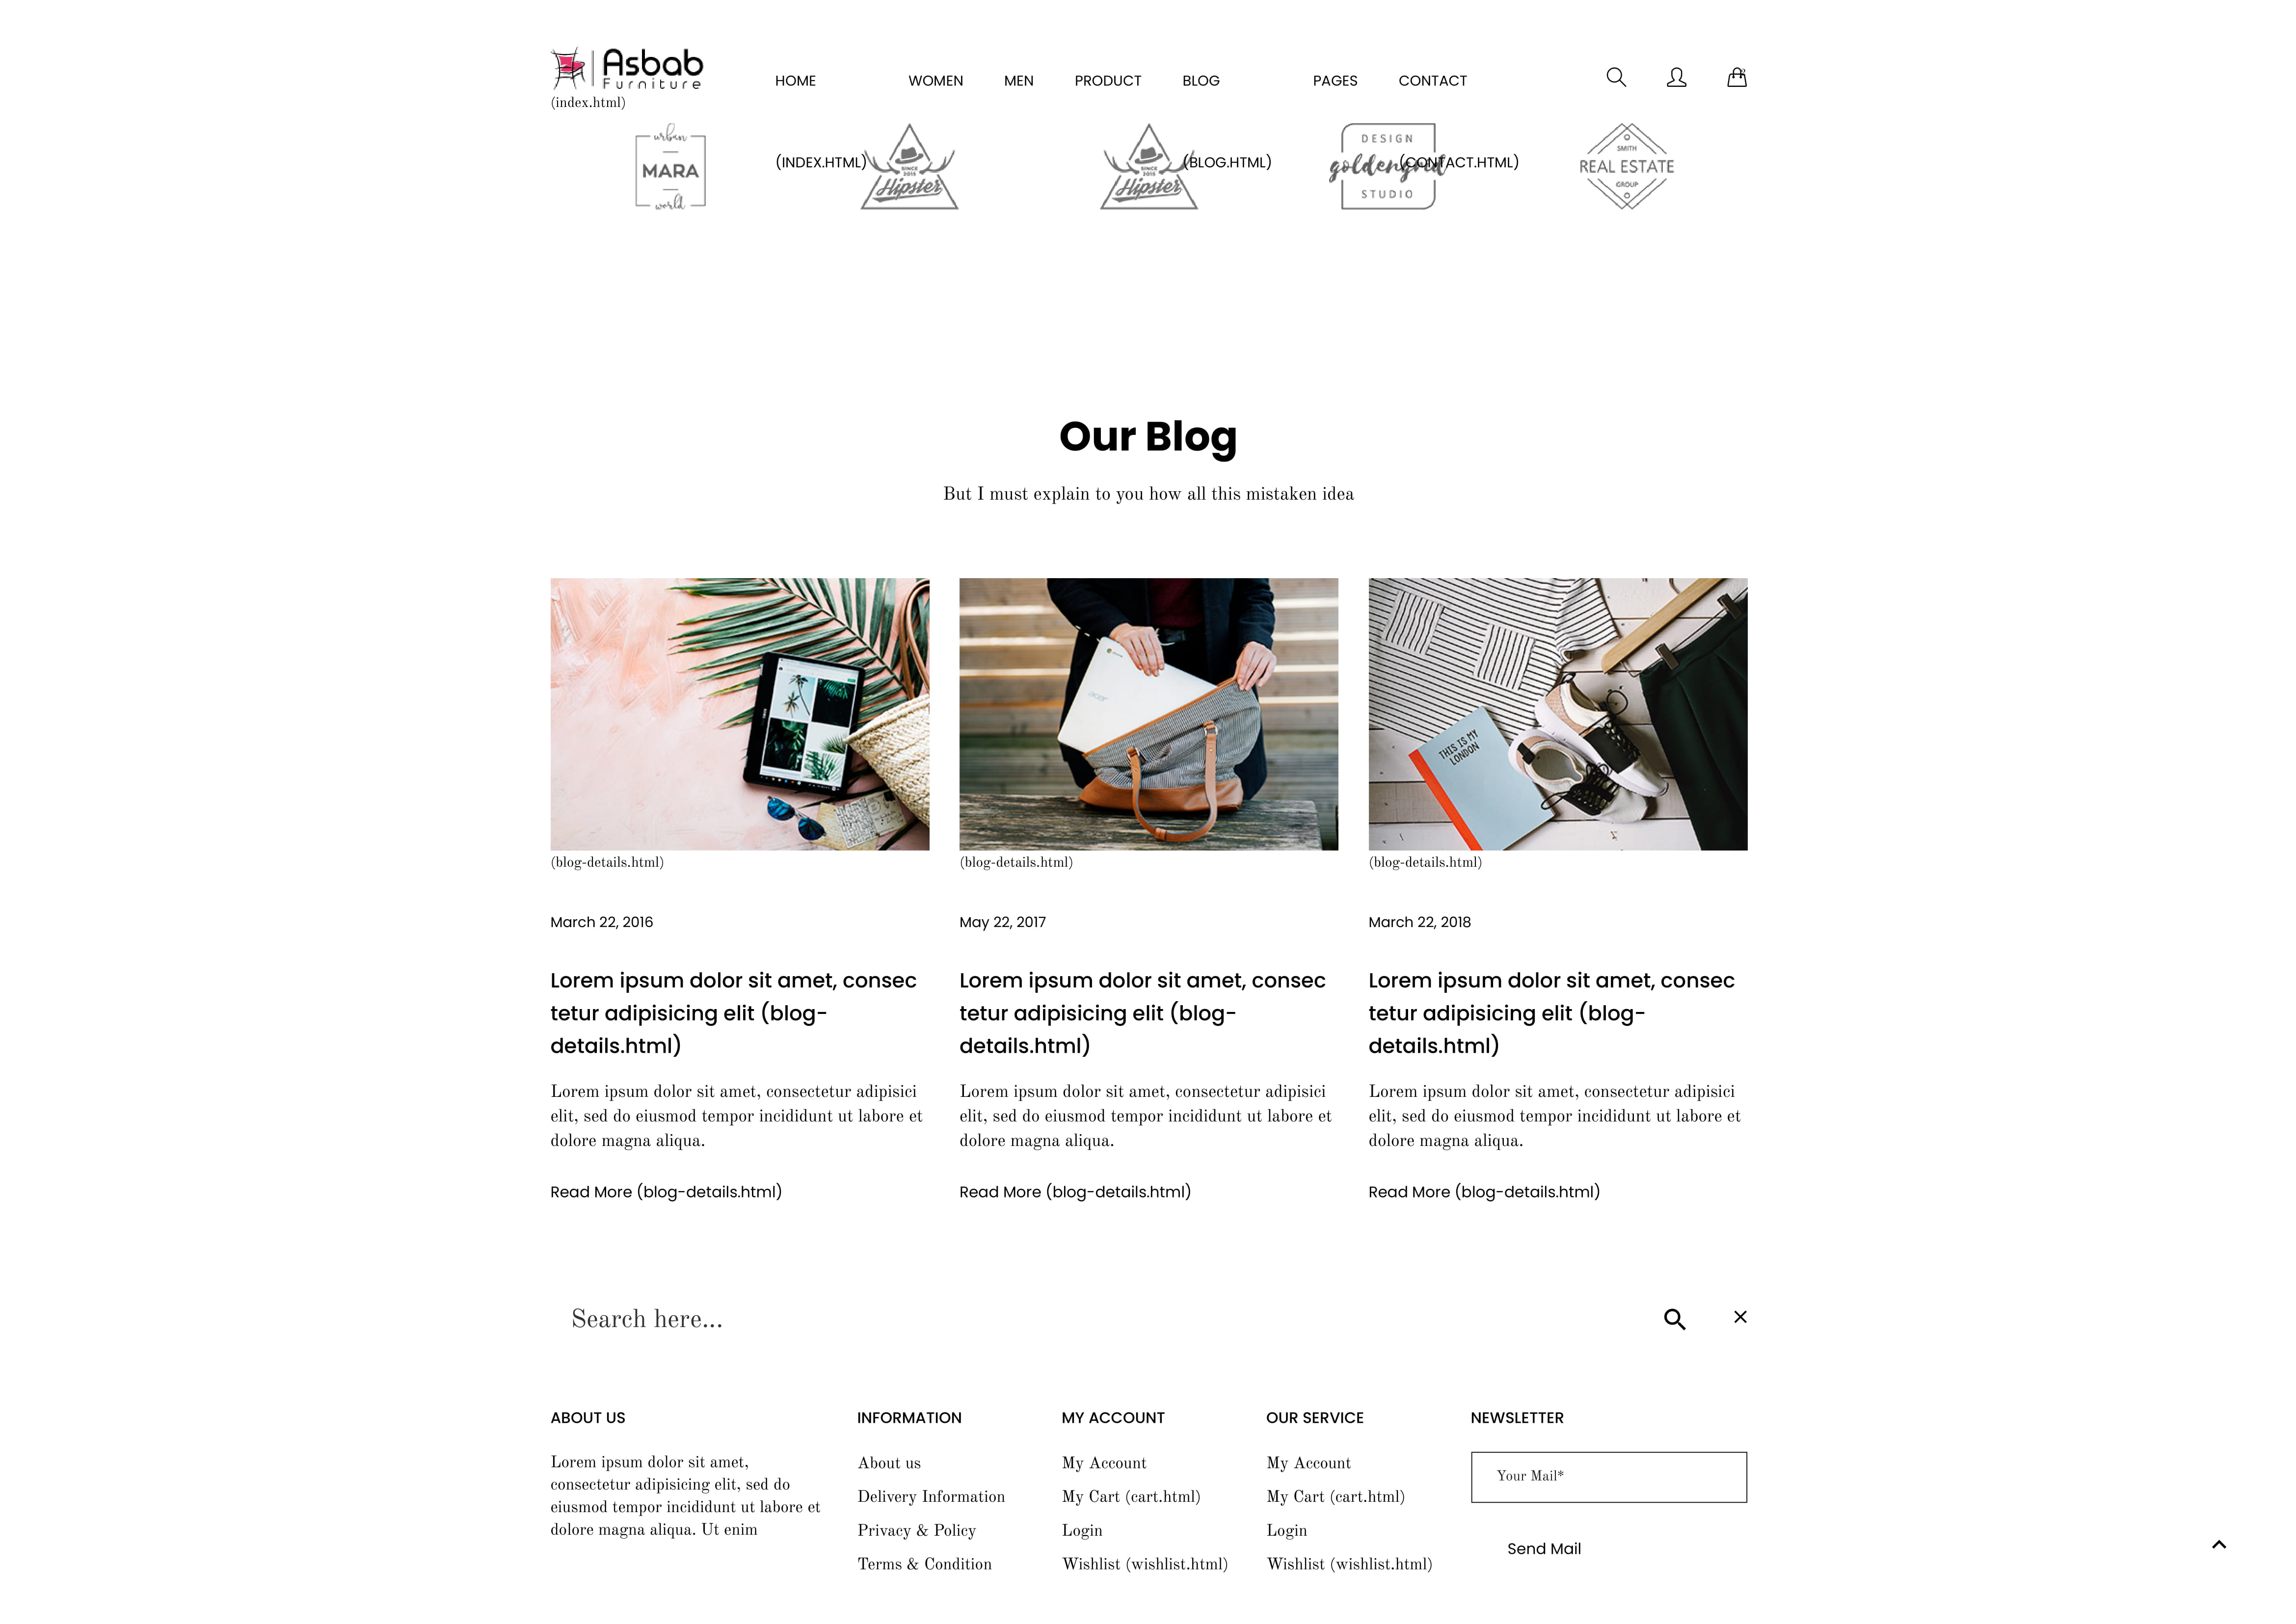 Asbab
Furniture
(index.html)
HOME
WOMEN
MEN
PRODUCT
BLOG
PAGES
CONTACT
2
(INDEX.HTML)
(BLOG.HTML)
(CONTACT.HTML)
urban
MARA
world
SINCE
2015
Hipster
SINCE
2015
Hipster
DESIGN
goldengrid
STUDIO
SMITH
REAL ESTATE
GROUP
Our Blog
But I must explain to you how all this mistaken idea
acer
THIS IS MY
LONDON
(blog-details.html)
(blog-details.html)
(blog-details.html)
March 22, 2016
Lorem ipsum dolor sit amet, consec
tetur adipisicing elit (blog-
details.html)
Lorem ipsum dolor sit amet, consectetur adipisici
elit, sed do eiusmod tempor incididunt ut labore et
dolore magna aliqua.
Read More (blog-details.html)
May 22, 2017
Lorem ipsum dolor sit amet, consec
tetur adipisicing elit (blog-
details.html)
Lorem ipsum dolor sit amet, consectetur adipisici
elit, sed do eiusmod tempor incididunt ut labore et
dolore magna aliqua.
Read More (blog-details.html)
March 22, 2018
Lorem ipsum dolor sit amet, consec
tetur adipisicing elit (blog-
details.html)
Lorem ipsum dolor sit amet, consectetur adipisici
elit, sed do eiusmod tempor incididunt ut labore et
dolore magna aliqua.
Read More (blog-details.html)
Search here...
ABOUT US
Lorem ipsum dolor sit amet,
consectetur adipisicing elit, sed do
eiusmod tempor incididunt ut labore et
dolore magna aliqua. Ut enim
INFORMATION
About us
Delivery Information
Privacy & Policy
Terms & Condition
MY ACCOUNT
My Account
My Cart (cart.html)
Login
Wishlist (wishlist.html)
OUR SERVICE
My Account
My Cart (cart.html)
Login
Wishlist (wishlist.html)
NEWSLETTER
Your Mail*
Send Mail